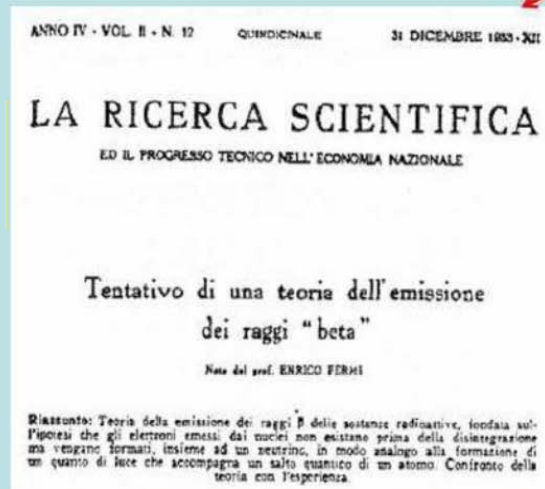 ANNO IV - VOL. II - N. 12 QUINDICINALE 31 DICEMBRE 1933-XII
LA RICERCA SCIENTIFICA
ED IL PROGRESSO TECNICO NELL'ECONOMIA NAZIONALE
Tentativo di una teoria dell'emissione
dei raggi "beta"
Nota del prof. ENRICO FERMI
Riassunto: Teoria della emissione dei raggi β delle sostanze radioattive, fondata sul-
l'ipotesi che gli elettroni emessi dai nuclei non esistano prima della disintegrazione
ma vengano formati, insieme ad un neutrino, in modo analogo alla formazione di
un quanto di luce che accompagna un salto quantico di un atomo. Confronto della
teoria con l'esperienza.